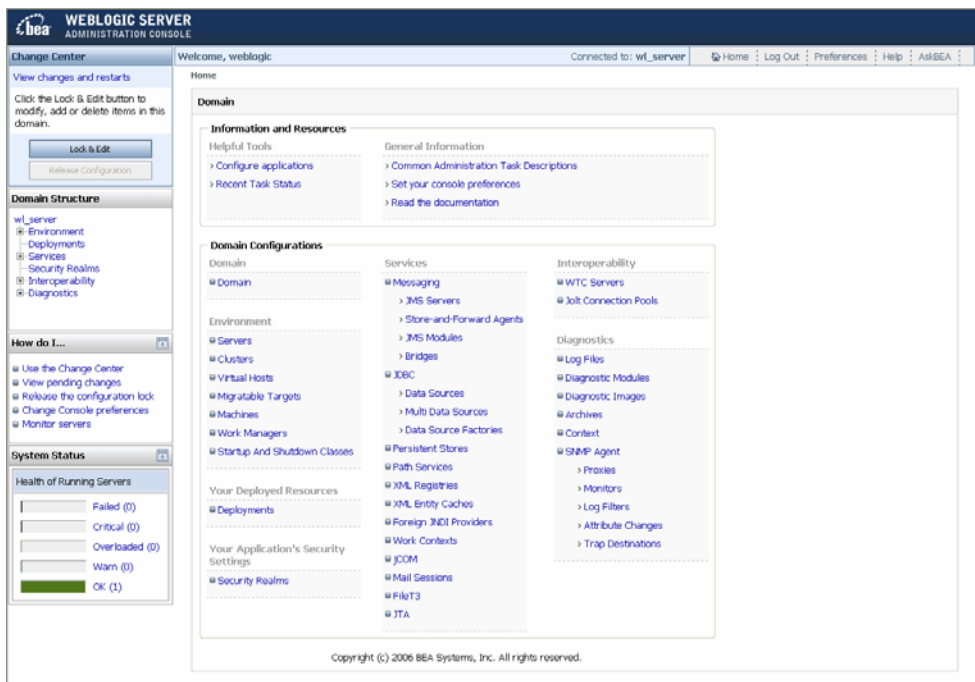 bea WEBLOGIC SERVER
ADMINISTRATION CONSOLE
Change Center
View changes and restarts
Click the Lock & Edit button to
modify, add or delete items in this
domain.
Lock & Edit
Release Configuration
Domain Structure
wl_server
Environment
Deployments
Services
Security Realms
Interoperability
Diagnostics
How do I...
Use the Change Center
View pending changes
Release the configuration lock
Change Console preferences
Monitor servers
System Status
Health of Running Servers
Failed (0)
Critical (0)
Overloaded (0)
Warn (0)
OK (1)
Welcome, weblogic
Connected to: wl_server
Home
Log Out
Preferences
Help
AskBEA
Home
Domain
Information and Resources
Helpful Tools
Configure applications
Recent Task Status
General Information
Common Administration Task Descriptions
Set your console preferences
Read the documentation
Domain Configurations
Domain
Domain
Environment
Servers
Clusters
Virtual Hosts
Migratable Targets
Machines
Work Managers
Startup And Shutdown Classes
Your Deployed Resources
Deployments
Your Application's Security
Settings
Security Realms
Services
Messaging
JMS Servers
Store-and-Forward Agents
JMS Modules
Bridges
JDBC
Data Sources
Multi Data Sources
Data Source Factories
Persistent Stores
Path Services
XML Registries
XML Entity Caches
Foreign JNDI Providers
Work Contexts
jCOM
Mail Sessions
FileT3
JTA
Interoperability
WTC Servers
Jolt Connection Pools
Diagnostics
Log Files
Diagnostic Modules
Diagnostic Images
Archives
Context
SNMP Agent
Proxies
Monitors
Log Filters
Attribute Changes
Trap Destinations
Copyright (c) 2006 BEA Systems, Inc. All rights reserved.